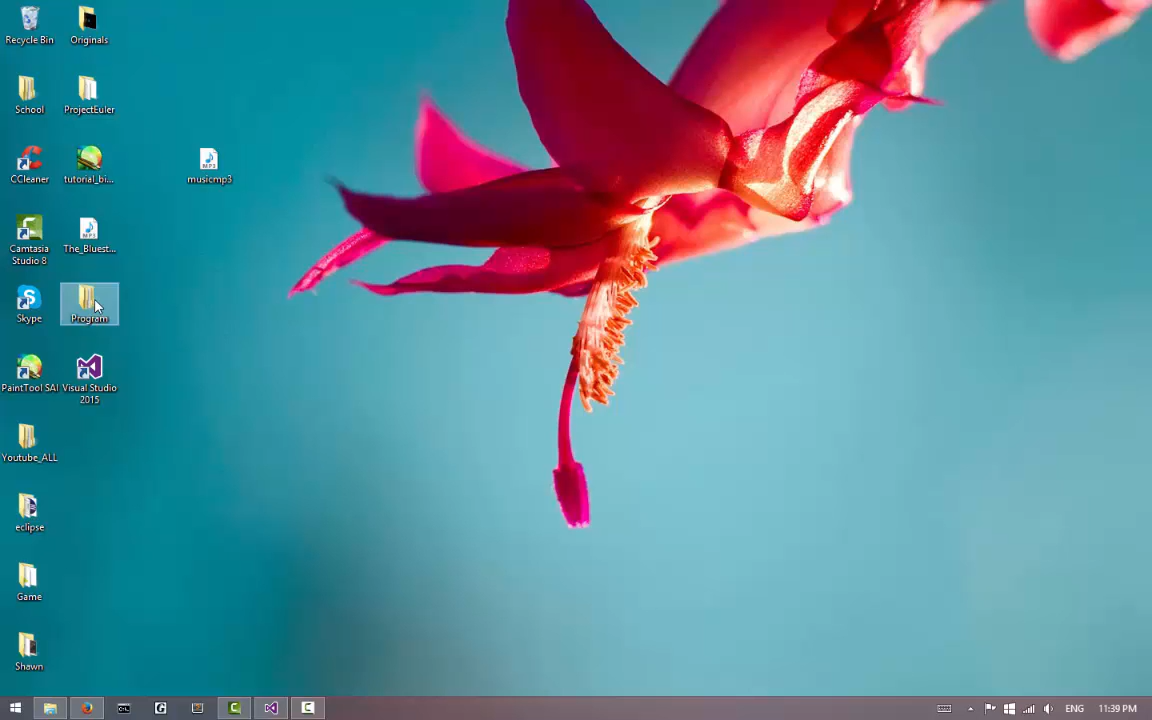 Recycle Bin
Originals
School
ProjectEuler
CCleaner
tutorial_bi...
musicmp3
Camtasia
Studio 8
The_Bluest...
Skype
Program
PaintTool SAI
Visual Studio
2015
Youtube_ALL
eclipse
Game
Shawn
ENG
11:39 PM